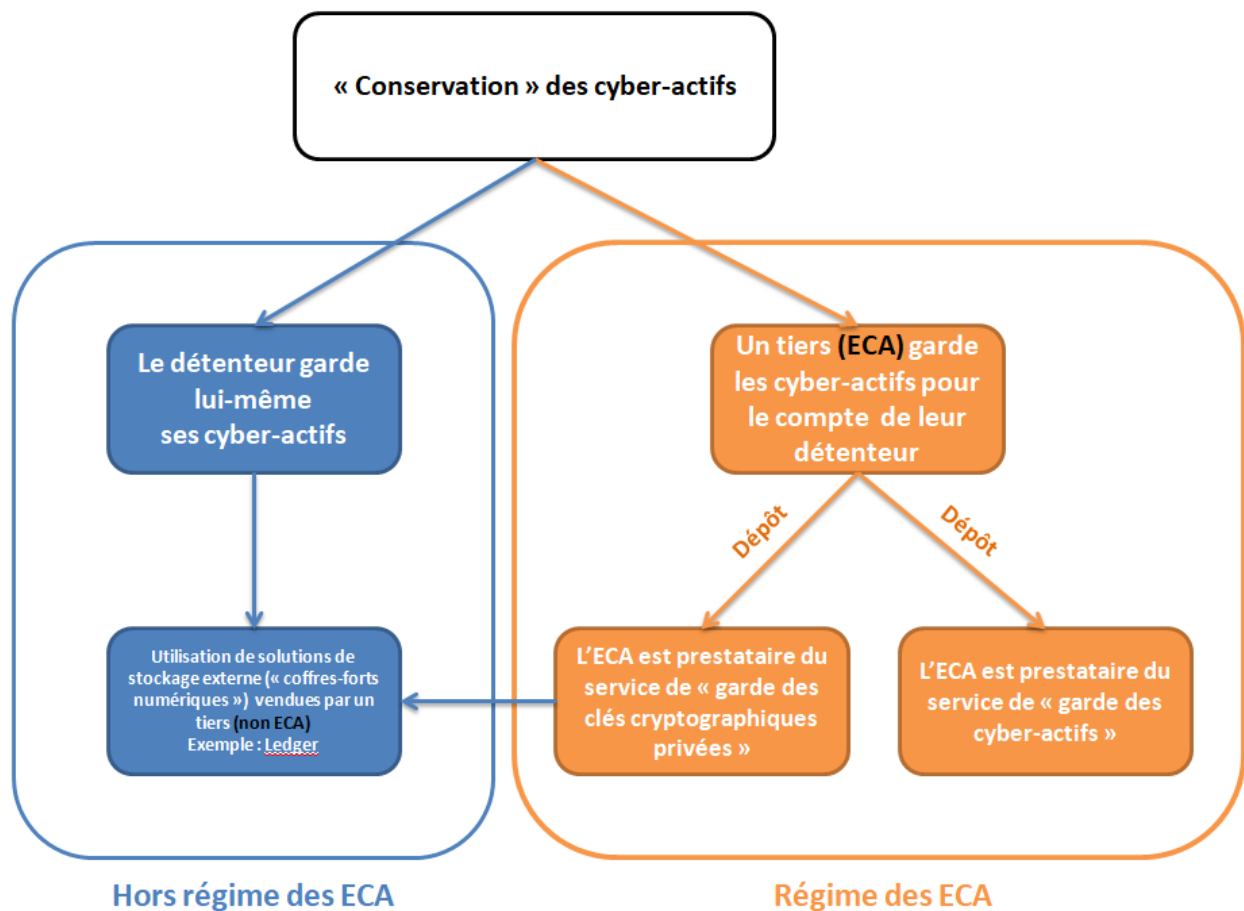 « Conservation » des cyber-actifs
Le détenteur garde
lui-même
ses cyber-actifs
Un tiers (ECA) garde
les cyber-actifs pour
le compte de leur
détenteur
Dépôt
Dépôt
Utilisation de solutions de
stockage externe (« coffres-forts
numériques ») vendues par un
tiers (non ECA)
Exemple : Ledger
L’ECA est prestataire du
service de « garde des
clés cryptographiques
privées »
L’ECA est prestataire du
service de « garde des
cyber-actifs »
Hors régime des ECA
Régime des ECA